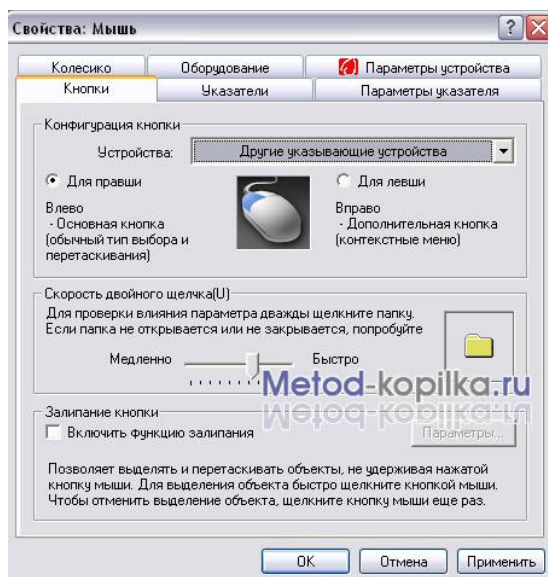 Свойства: Мышь
Колесико Оборудование Параметры устройства
Кнопки Указатели Параметры указателя
Конфигурация кнопки
Устройства: Другие указывающие устройства
Для правши Для левши
Влево Вправо
- Основная кнопка - Дополнительная кнопка
(обычный тип выбора и (контекстные меню)
перетаскивания)
Скорость двойного щелчка(U)
Для проверки влияния параметра дважды щелкните папку.
Если папка не открывается или не закрывается, попробуйте
Медленно Быстро
Metod-kopilka.ru
Залипание кнопки
Включить функцию залипания Параметры...
Позволяет выделять и перетаскивать объекты, не удерживая нажатой
кнопку мыши. Для выделения объекта быстро щелкните кнопкой мыши.
Чтобы отменить выделение объекта, щелкните кнопку мыши еще раз.
OK Отмена Применить